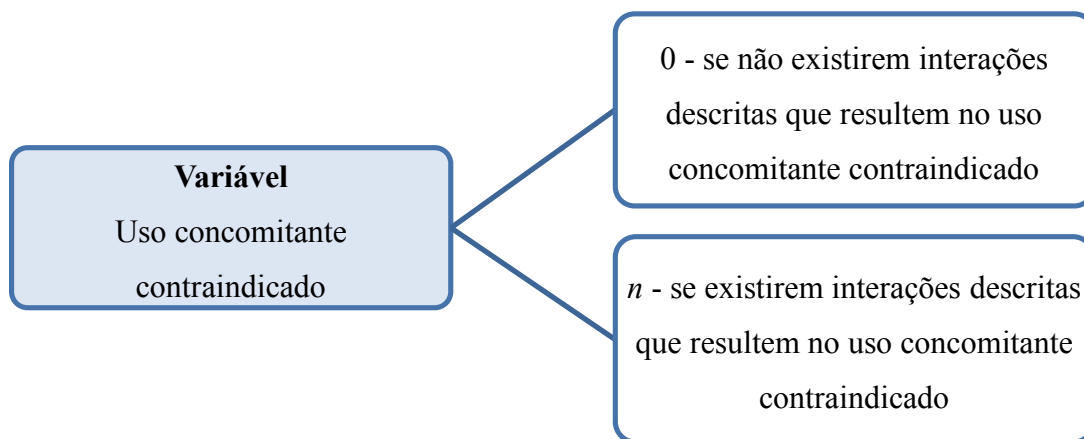 Variável
Uso concomitante
contraindicado
0 - se não existirem interações
descritas que resultem no uso
concomitante contraindicado
n - se existirem interações descritas
que resultem no uso concomitante
contraindicado